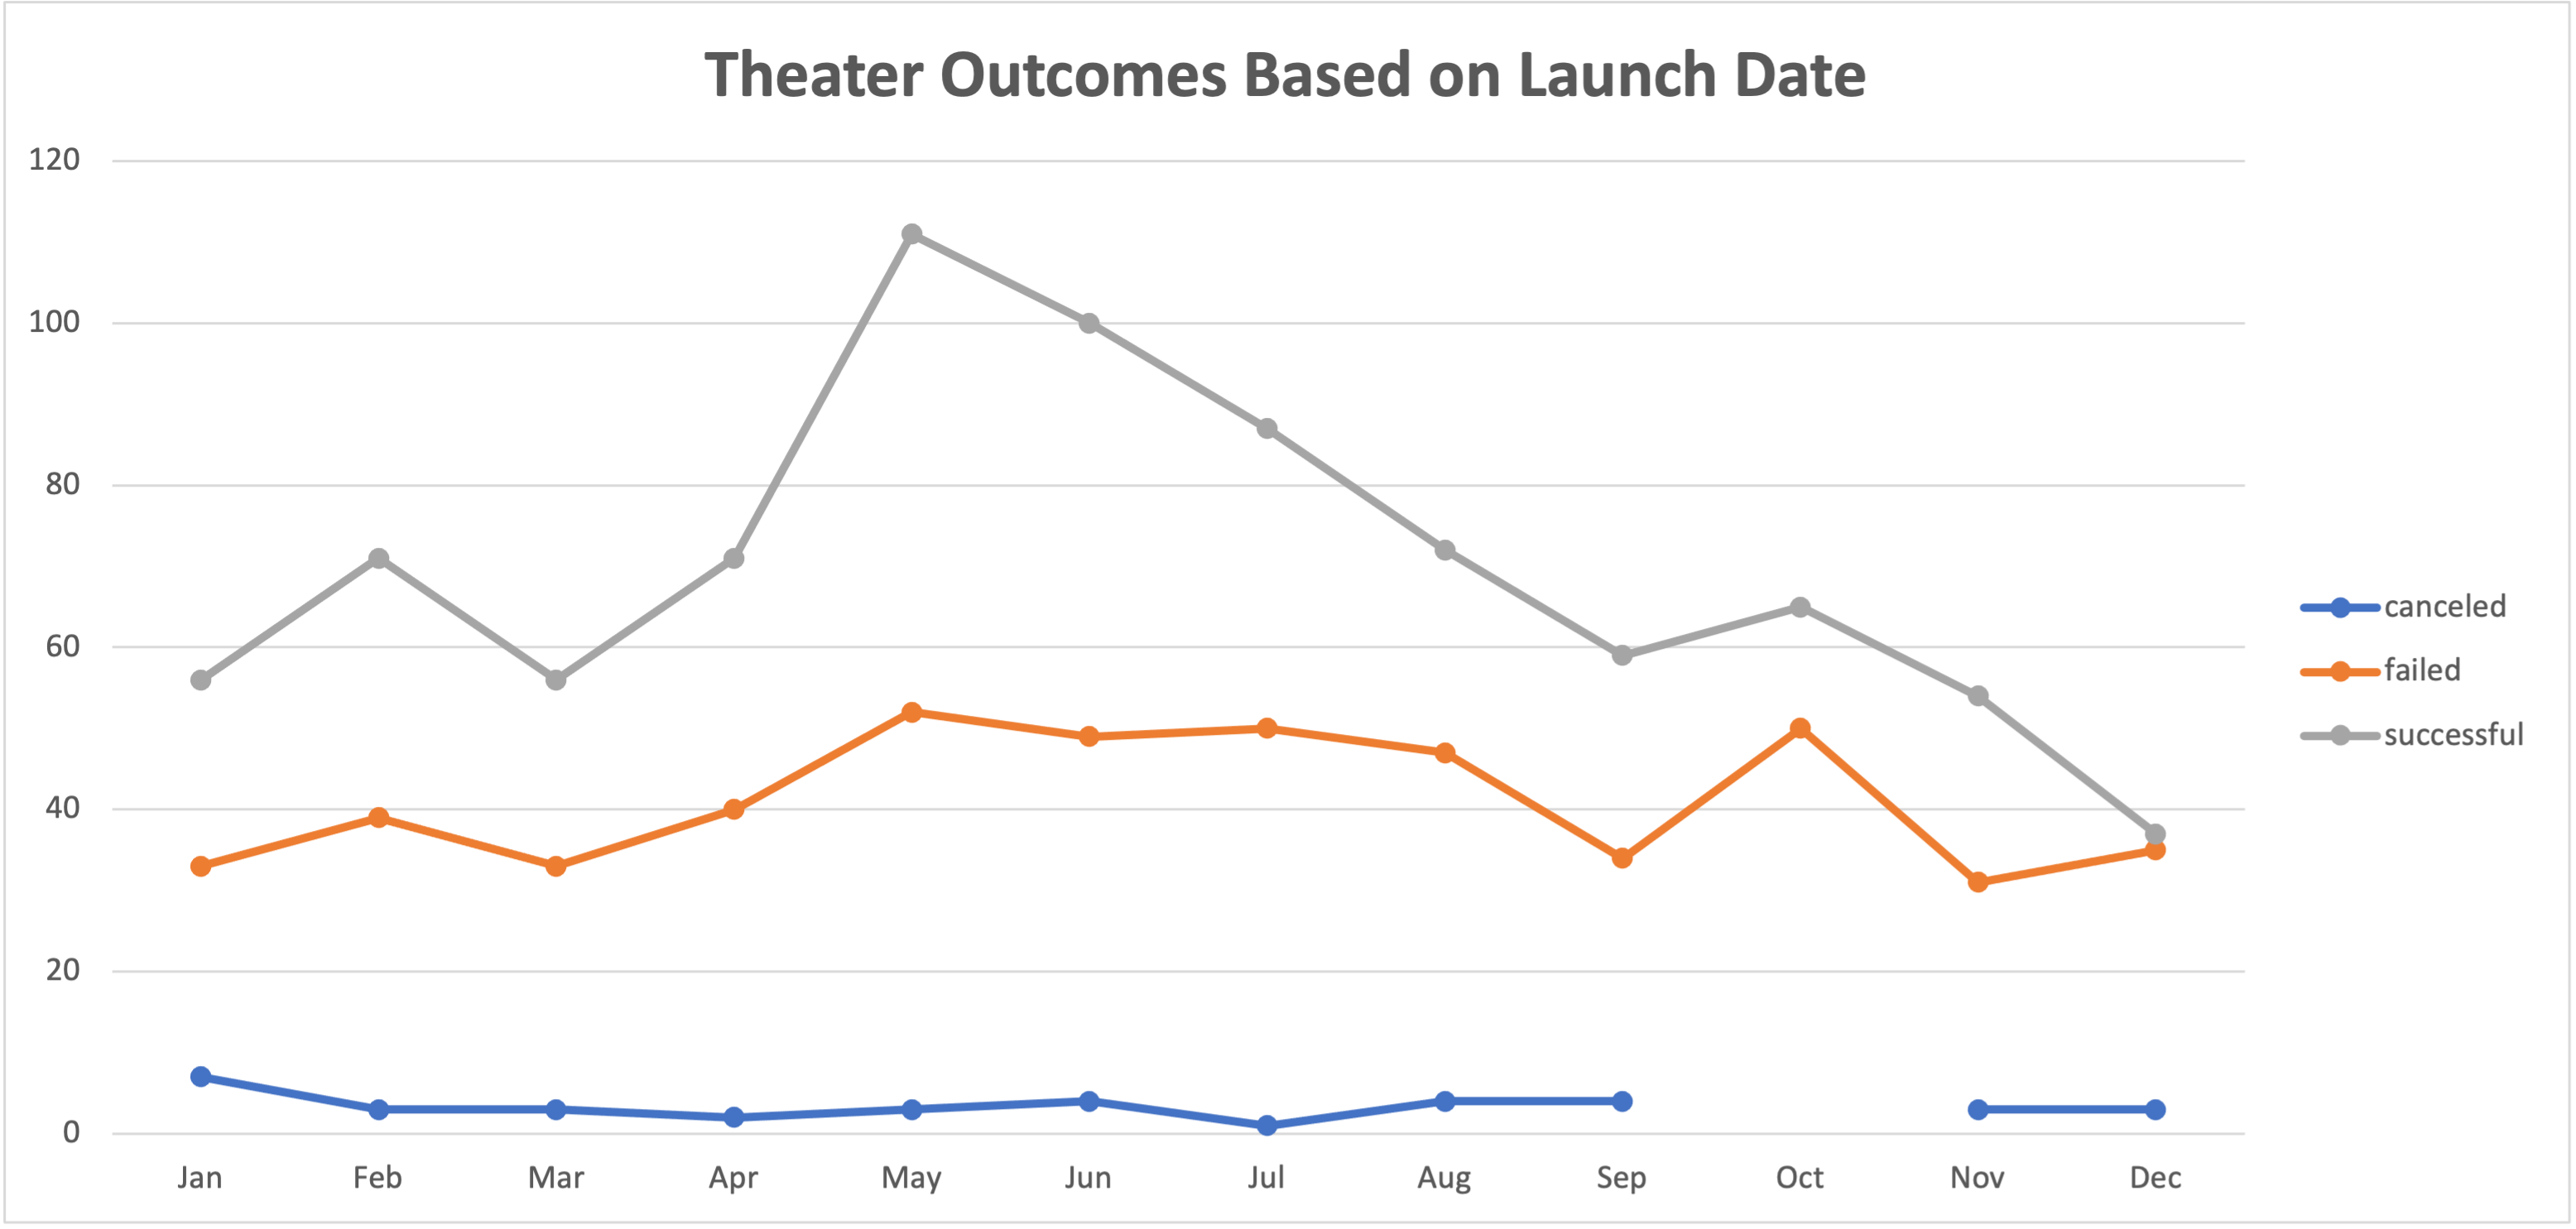 Theater Outcomes Based on Launch Date
120
100
80
60
40
20
0
Jan Feb Mar Apr May Jun Jul Aug Sep Oct Nov Dec
canceled
failed
successful